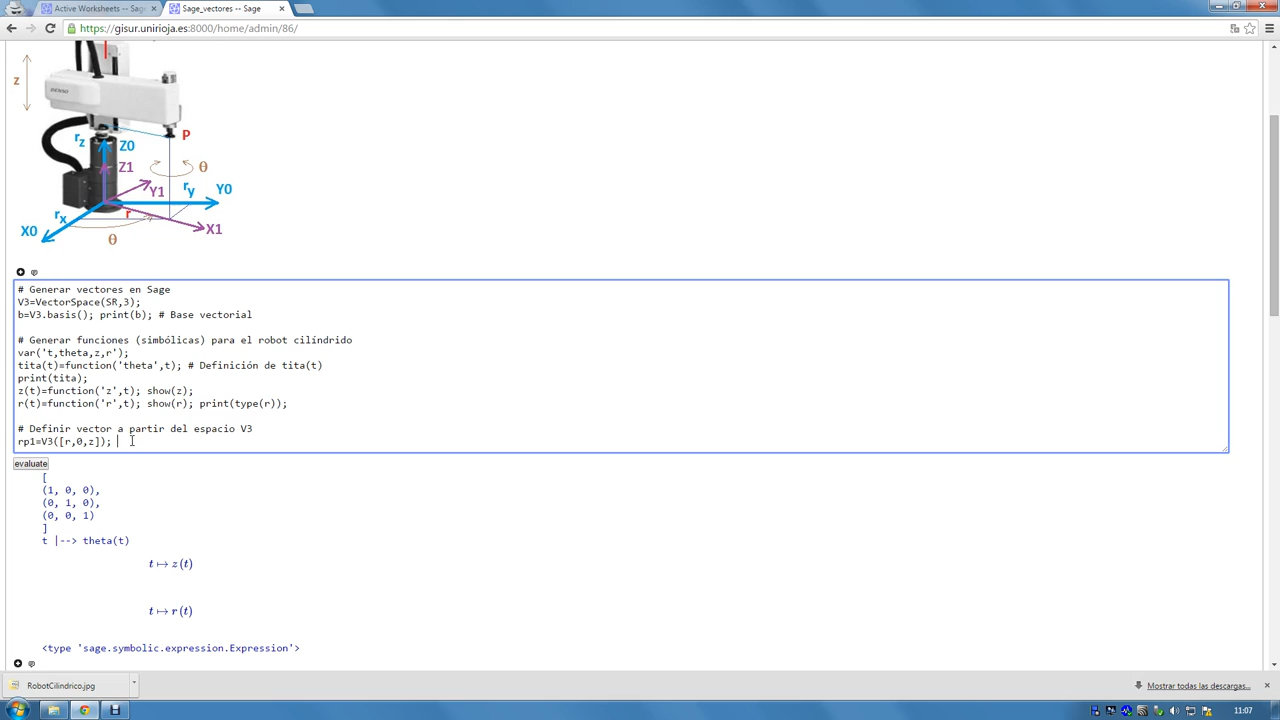 Active Worksheets -- Sag
Sage_vectores -- Sage
https://gisur.unirioja.es:8000/home/admin/86/
z
DENSO
P
rz
Z0
Z1
θ
Y1
ry
Y0
rx
r
X0
X1
θ
# Generar vectores en Sage
V3=VectorSpace(SR,3);
b=V3.basis(); print(b); # Base vectorial
# Generar funciones (simbólicas) para el robot cilíndrido
var('t,theta,z,r');
tita(t)=function('theta',t); # Definición de tita(t)
print(tita);
z(t)=function('z',t); show(z);
r(t)=function('r',t); show(r); print(type(r));
# Definir vector a partir del espacio V3
rp1=V3([r,0,z]);
evaluate
[
(1, 0, 0),
(0, 1, 0),
(0, 0, 1)
]
t |--> theta(t)
t ↦ z(t)
t ↦ r(t)
<type 'sage.symbolic.expression.Expression'>
RobotCilindrico.jpg
Mostrar todas las descargas...
11:07